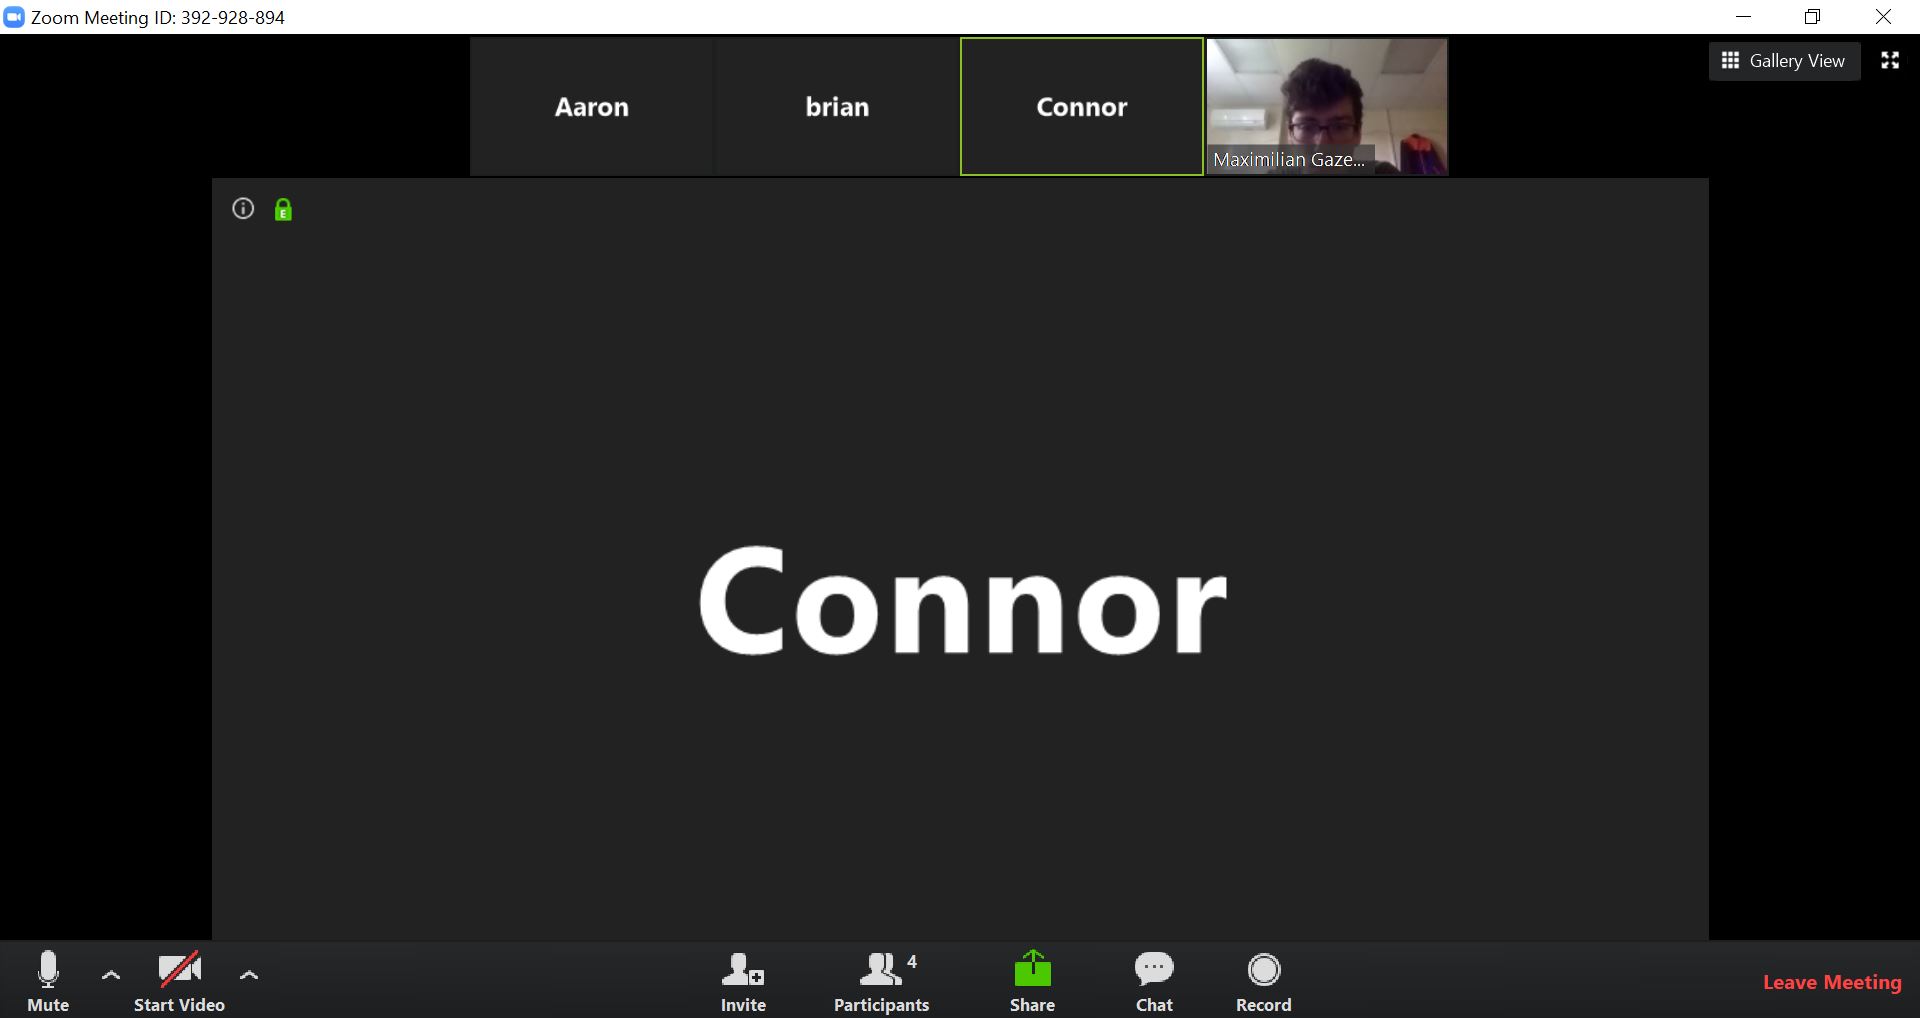 Zoom Meeting ID: 392-928-894
Aaron
brian
Connor
Maximilian Gaze...
Gallery View
E
Connor
Mute
Start Video
Invite
4
Participants
Share
Chat
Record
Leave Meeting